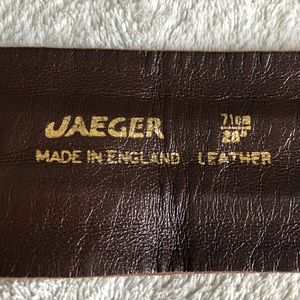 JAEGER 71cm
28"
MADE IN ENGLAND LEATHER